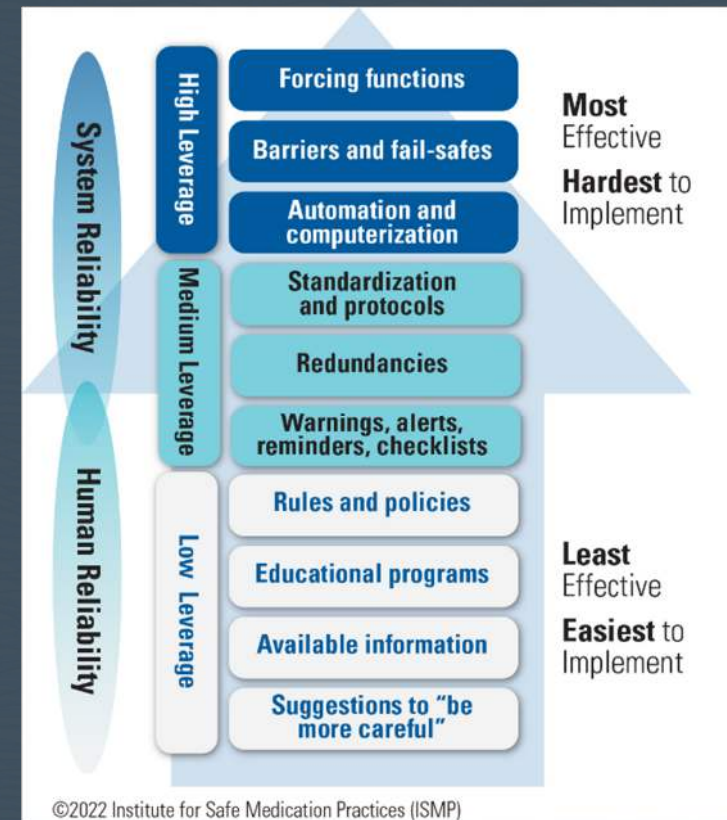 System Reliability
Human Reliability
High Leverage
Forcing functions
Barriers and fail-safes
Automation and
computerization
Most
Effective
Hardest to
Implement
Medium Leverage
Standardization
and protocols
Redundancies
Warnings, alerts,
reminders, checklists
Low Leverage
Rules and policies
Educational programs
Available information
Suggestions to “be
more careful”
Least
Effective
Easiest to
Implement
©2022 Institute for Safe Medication Practices (ISMP)